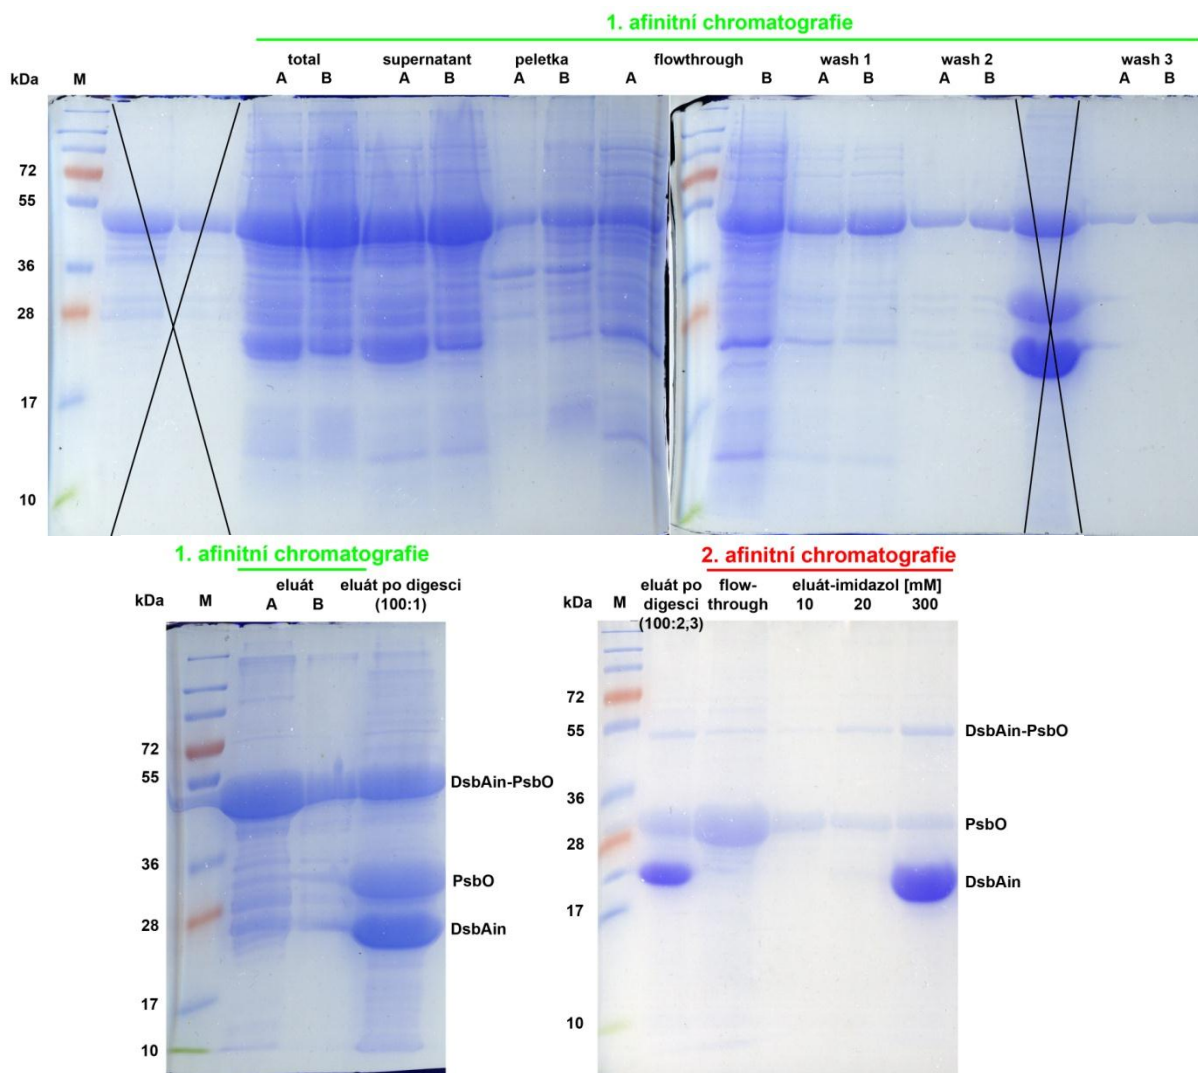 1. afinitní chromatografie
total supernatant peletka flowthrough wash 1 wash 2 wash 3
kDa M A B A B A B A B A B A B A B
72
55
36
28
17
10
1. afinitní chromatografie
eluát eluát po digesci
kDa M A B (100:1)
72
55
36
28
17
10
DsbAin-PsbO
PsbO
DsbAin
2. afinitní chromatografie
eluát po flow- eluát-imidazol [mM]
kDa M digesci through 10 20 300
(100:2,3)
72
55
36
28
17
10
DsbAin-PsbO
PsbO
DsbAin